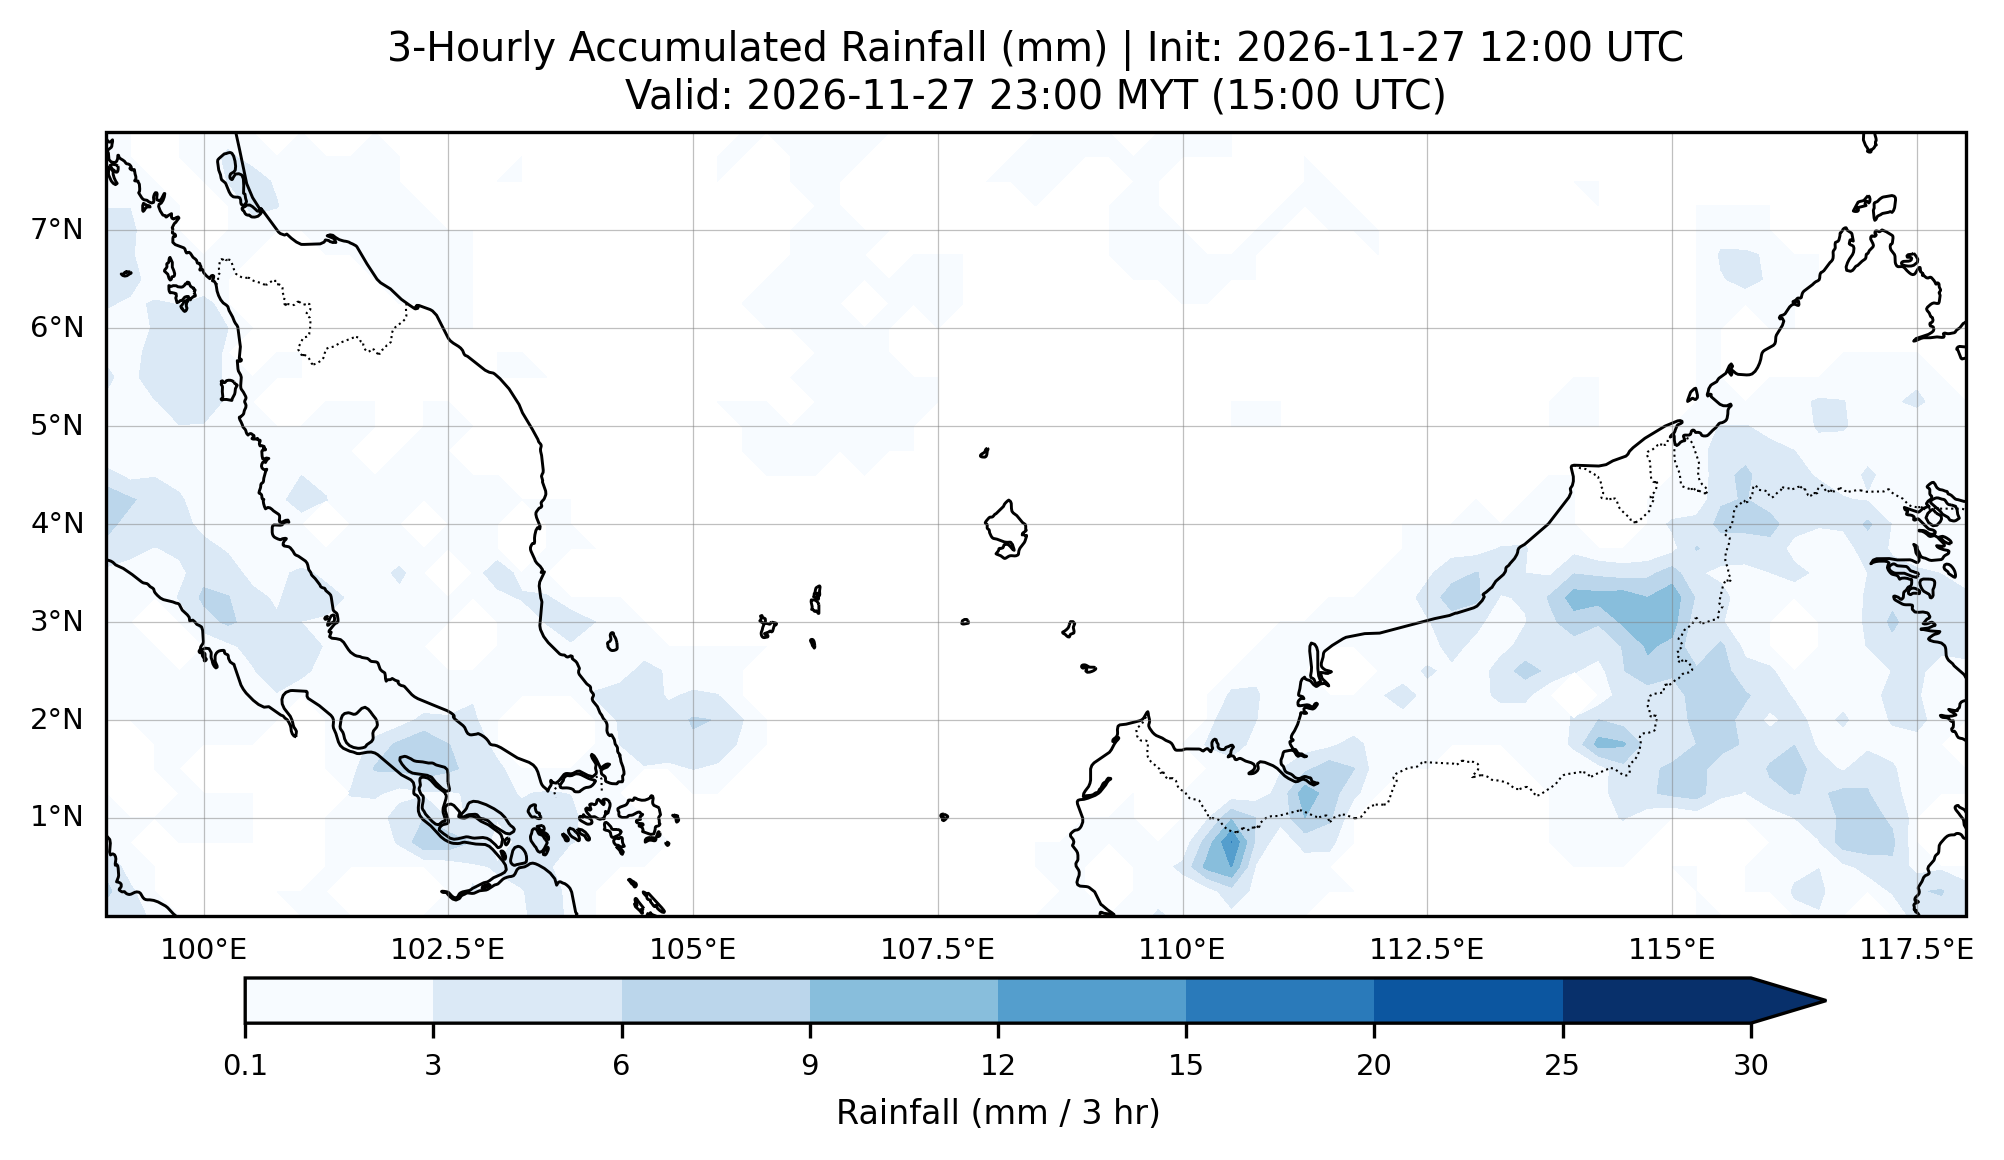 3-Hourly Accumulated Rainfall (mm) | Init: 2026-11-27 12:00 UTC
Valid: 2026-11-27 23:00 MYT (15:00 UTC)
7°N
6°N
5°N
4°N
3°N
2°N
1°N
100°E 102.5°E 105°E 107.5°E 110°E 112.5°E 115°E 117.5°E
0.1 3 6 9 12 15 20 25 30
Rainfall (mm / 3 hr)